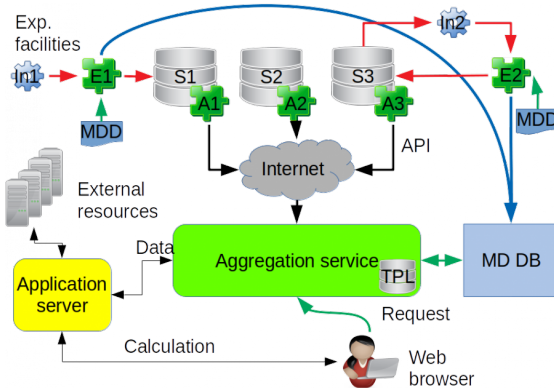 Exp.
facilities
In1
E1
MDD
S1
A1
S2
A2
S3
A3
In2
E2
MDD
API
Internet
External
resources
Data
Aggregation service
TPL
MD DB
Application
server
Request
Calculation
Web
browser